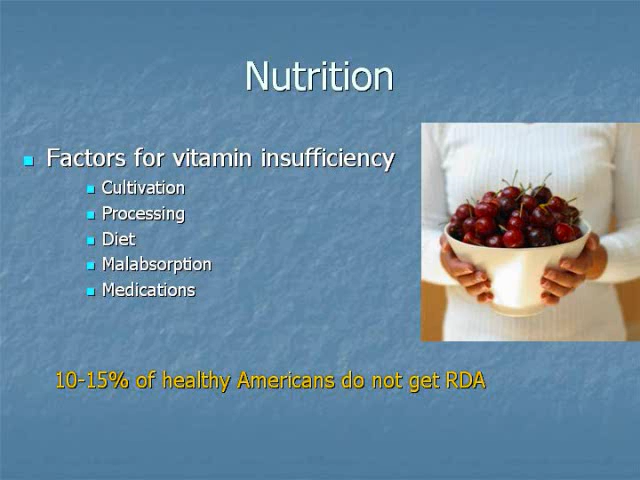 Nutrition
Factors for vitamin insufficiency
Cultivation
Processing
Diet
Malabsorption
Medications
10-15% of healthy Americans do not get RDA